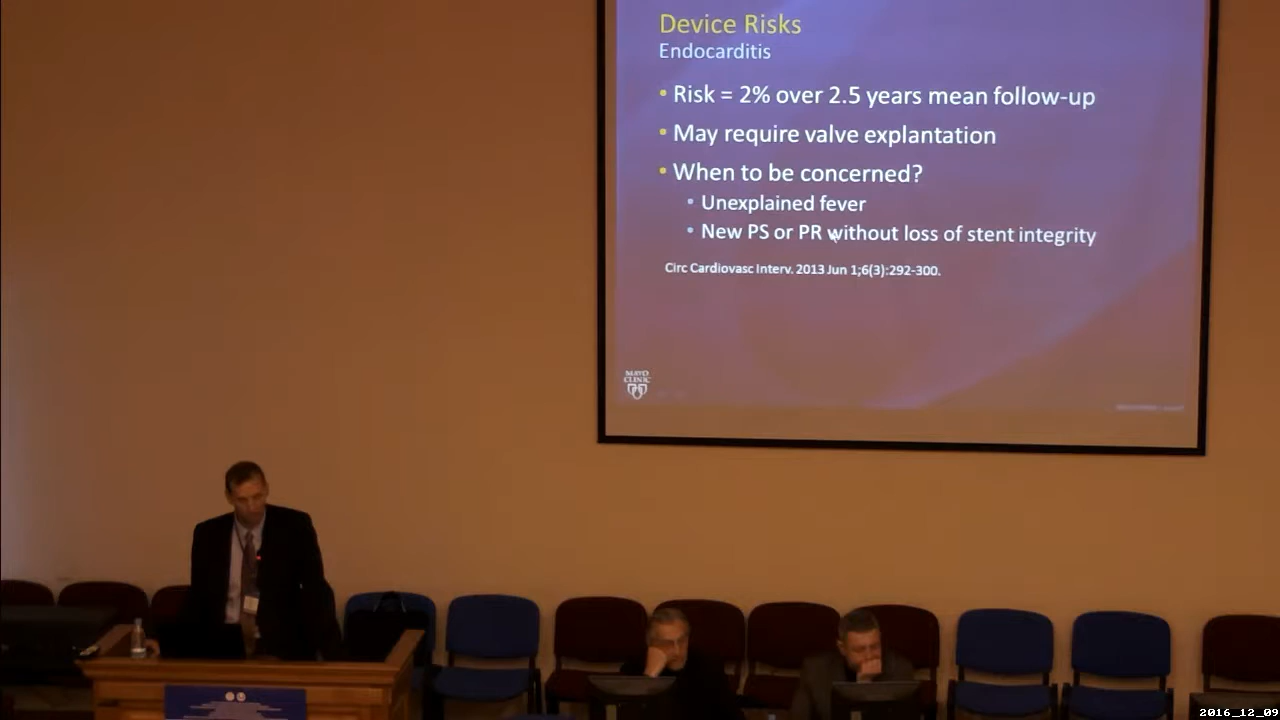 Device Risks
Endocarditis
• Risk = 2% over 2.5 years mean follow-up
• May require valve explantation
• When to be concerned?
• Unexplained fever
• New PS or PR without loss of stent integrity
Circ Cardiovasc Interv. 2013 Jun 1;6(3):292-300.
MAYO
CLINIC
2016_12_09